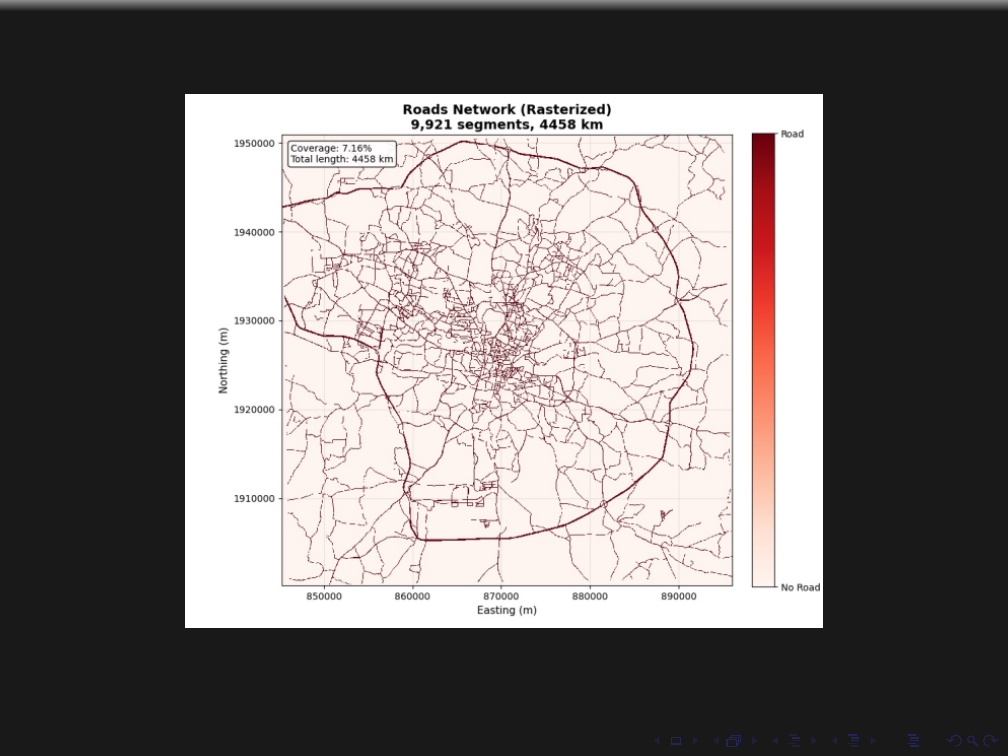 Roads Network (Rasterized)
9,921 segments, 4458 km
Coverage: 7.16%
Total length: 4458 km
Road
No Road
1950000
1940000
1930000
1920000
1910000
Northing (m)
850000
860000
870000
880000
890000
Easting (m)